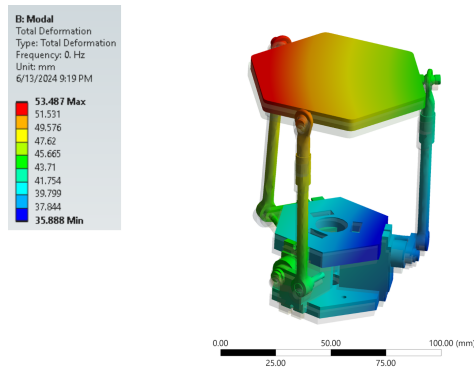 B: Modal
Total Deformation
Type: Total Deformation
Frequency: 0. Hz
Unit: mm
6/13/2024 9:19 PM
53.487 Max
51.531
49.576
47.62
45.665
43.71
41.754
39.799
37.844
35.888 Min
0.00
50.00
100.00 (mm)
25.00
75.00